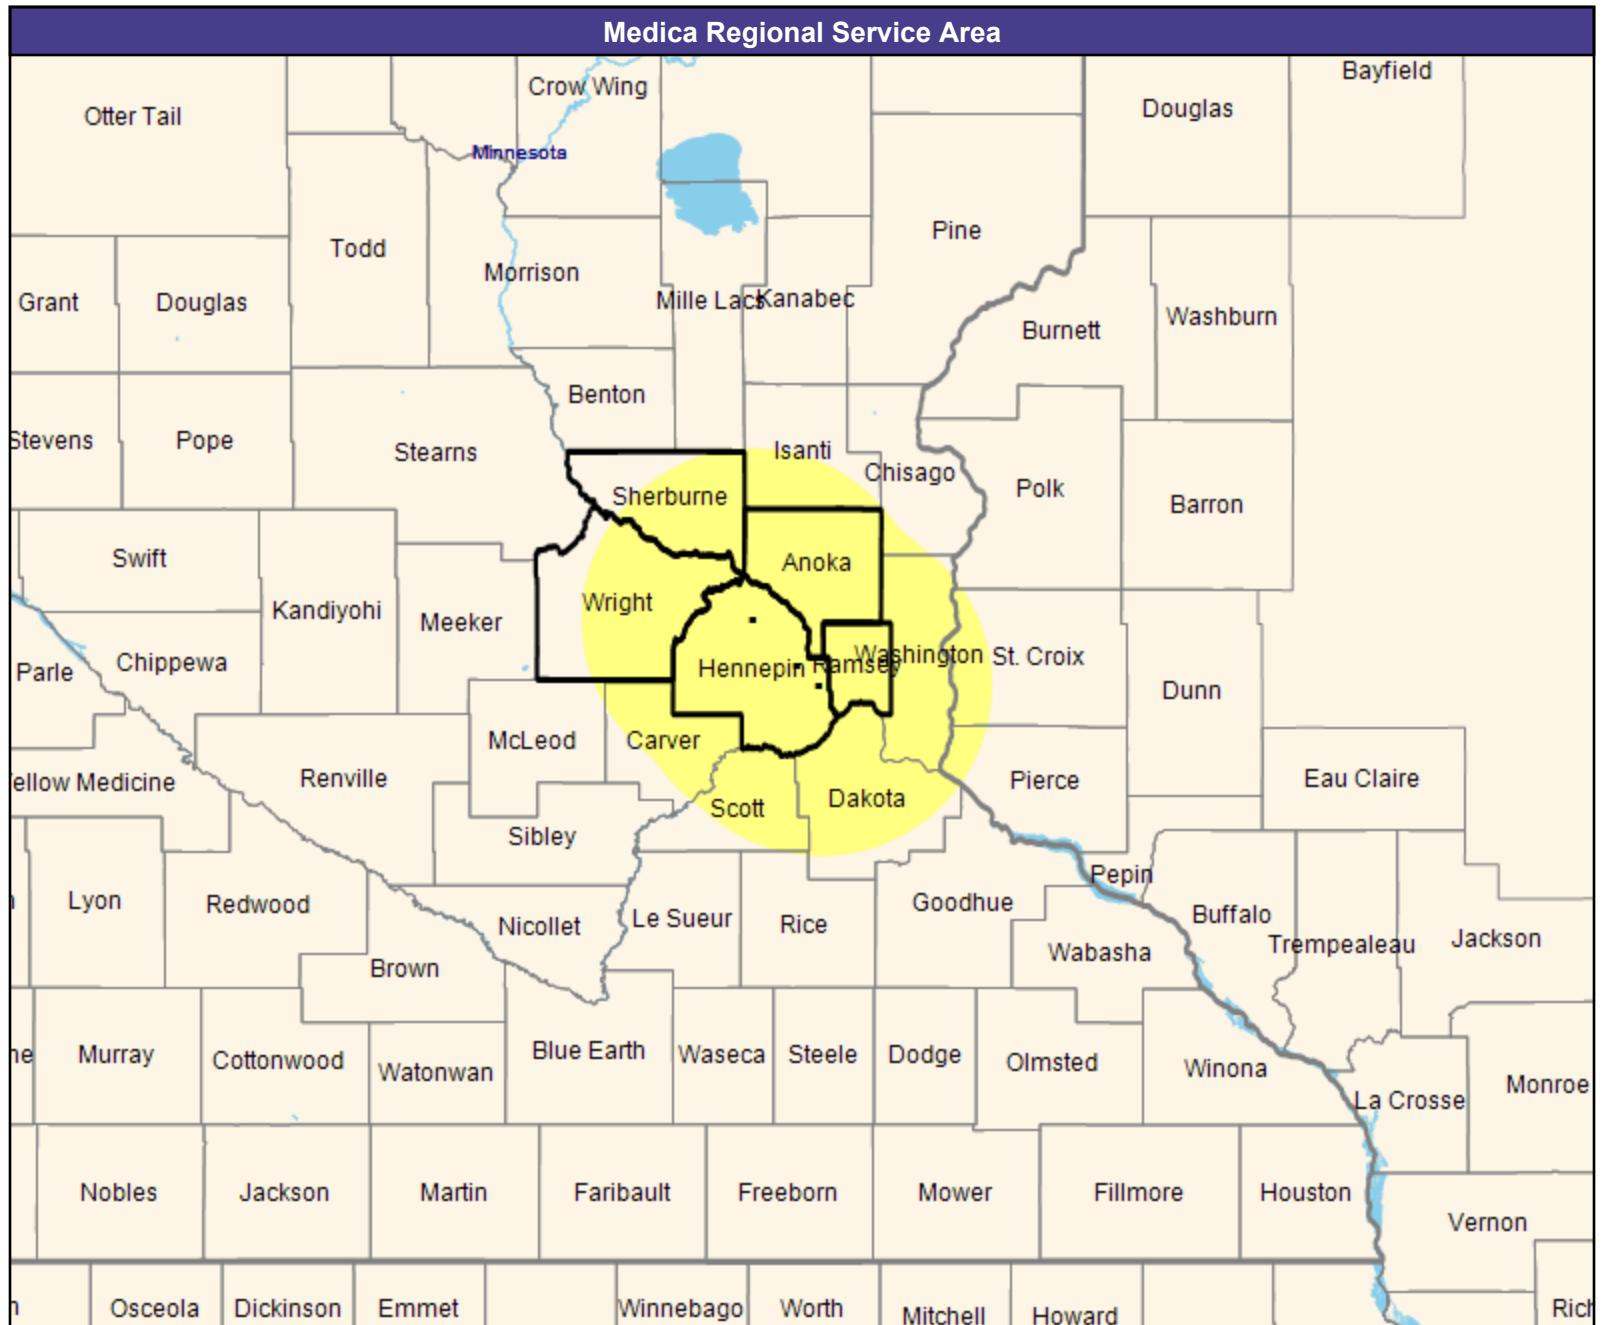 Medica Regional Service Area
Crow Wing
Bayfield
Otter Tail
Douglas
Minnesota
Pine
Todd
Morrison
Grant
Douglas
Mille Lacs
Kanabec
Washburn
Burnett
Benton
Stevens
Pope
Stearns
Isanti
Chisago
Polk
Sherburne
Barron
Swift
Anoka
Wright
Kandiyohi
Meeker
Washington
St. Croix
Chippewa
Parle
Hennepin
Ramsey
Dunn
McLeod
Carver
Renville
ellow Medicine
Pierce
Eau Claire
Scott
Dakota
Sibley
Pepin
Lyon
Redwood
Goodhue
Buffalo
Nicollet
Le Sueur
Rice
Trempealeau
Jackson
Wabasha
Brown
ne
Murray
Cottonwood
Watonwan
Blue Earth
Waseca
Steele
Dodge
Olmsted
Winona
Monroe
La Crosse
Nobles
Jackson
Martin
Faribault
Freeborn
Mower
Fillmore
Houston
Vernon
n
Osceola
Dickinson
Emmet
Winnebago
Worth
Mitchell
Howard
Rich